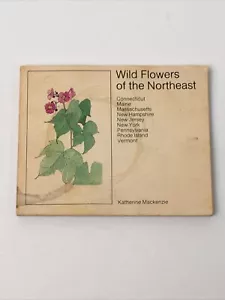 Wild Flowers
of the Northeast
Connecticut
Maine
Massachusetts
New Hampshire
New Jersey
New York
Pennsylvania
Rhode Island
Vermont
Katherine Mackenzie